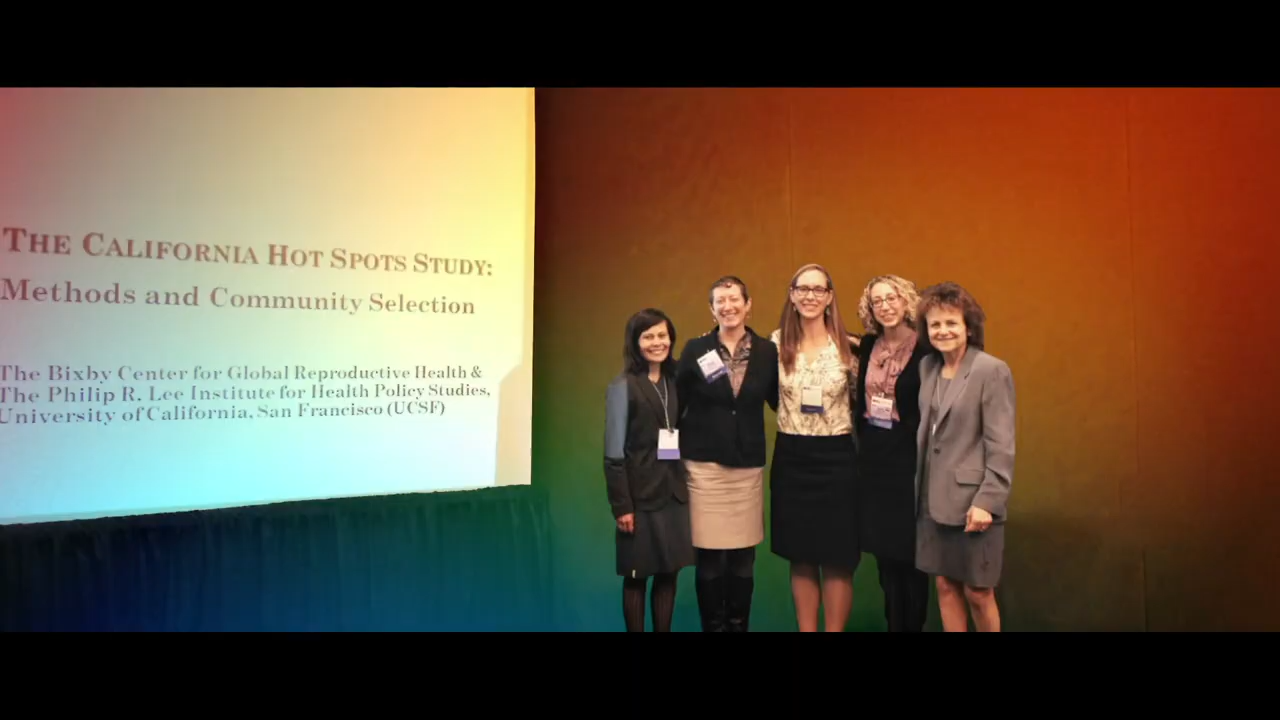 THE CALIFORNIA HOT SPOTS STUDY:
Methods and Community Selection
The Bixby Center for Global Reproductive Health &
The Philip R. Lee Institute for Health Policy Studies,
University of California, San Francisco (UCSF)